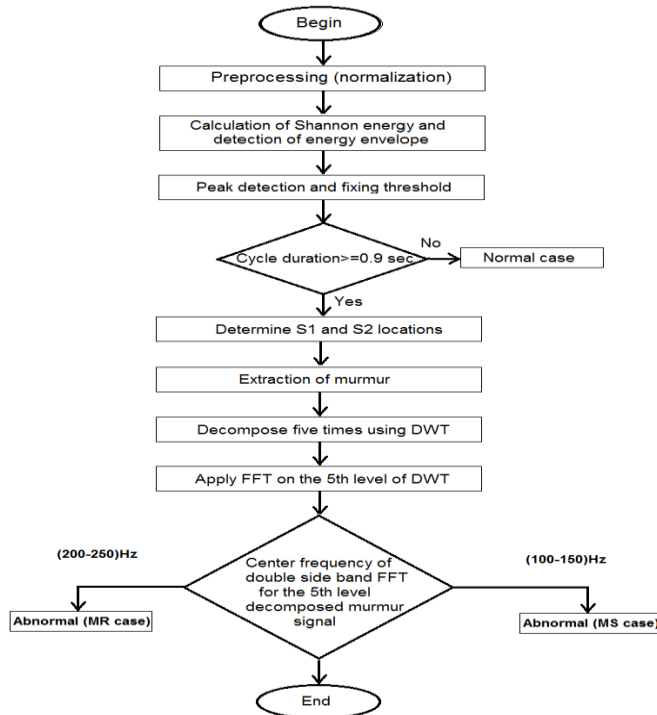 Begin
Preprocessing (normalization)
Calculation of Shannon energy and
detection of energy envelope
Peak detection and fixing threshold
Cycle duration>=0.9 sec
No
Normal case
Yes
Determine S1 and S2 locations
Extraction of murmur
Decompose five times using DWT
Apply FFT on the 5th level of DWT
(200-250)Hz
(100-150)Hz
Center frequency of
double side band FFT
for the 5th level
decomposed murmur
signal
Abnormal (MR case)
Abnormal (MS case)
End